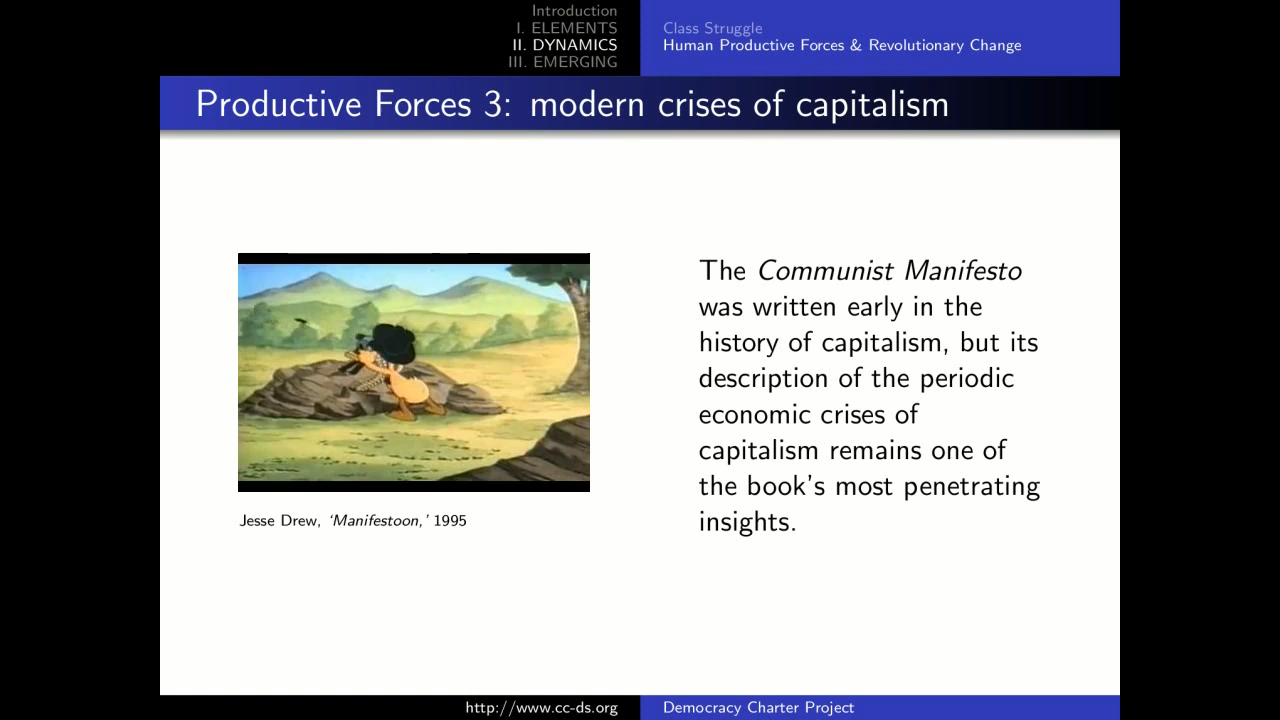 Introduction
I. ELEMENTS
II. DYNAMICS
III. EMERGING
Class Struggle
Human Productive Forces & Revolutionary Change
Productive Forces 3: modern crises of capitalism
The Communist Manifesto
was written early in the
history of capitalism, but its
description of the periodic
economic crises of
capitalism remains one of
the book's most penetrating
insights.
Jesse Drew, ‘Manifestoon,’ 1995
http://www.cc-ds.org
Democracy Charter Project